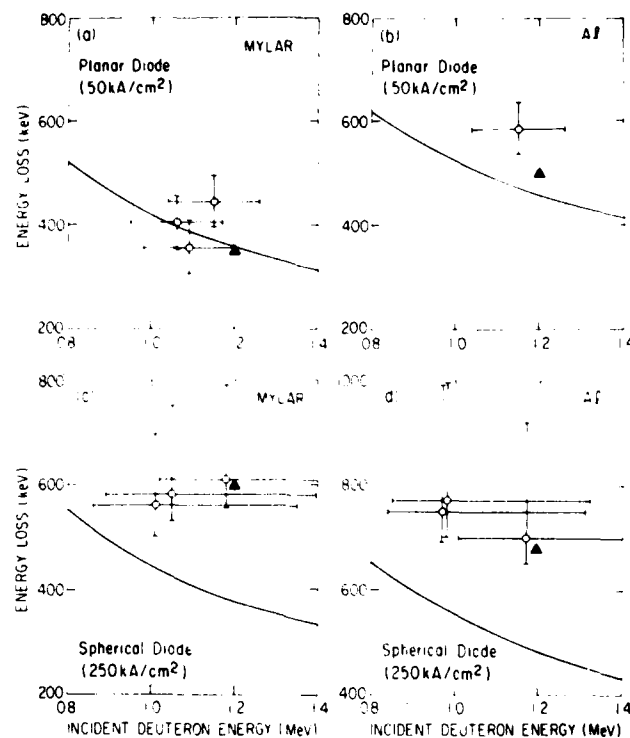 800
(a)
MYLAR
Planar Diode
(50kA/cm²)
600
400
200
0.8
1.0
1.2
1.4
ENERGY LOSS (keV)
800
(b)
Al
Planar Diode
(50kA/cm²)
600
400
200
0.8
1.0
1.2
1.4
800
(c)
MYLAR
600
400
Spherical Diode
(250kA/cm²)
200
0.8
1.0
1.2
1.4
ENERGY LOSS (keV)
INCIDENT DEUTERON ENERGY (MeV)
1000
d)
Al
800
600
Spherical Diode
(250kA/cm²)
400
0.8
1.0
1.2
1.4
INCIDENT DEUTERON ENERGY (MeV)